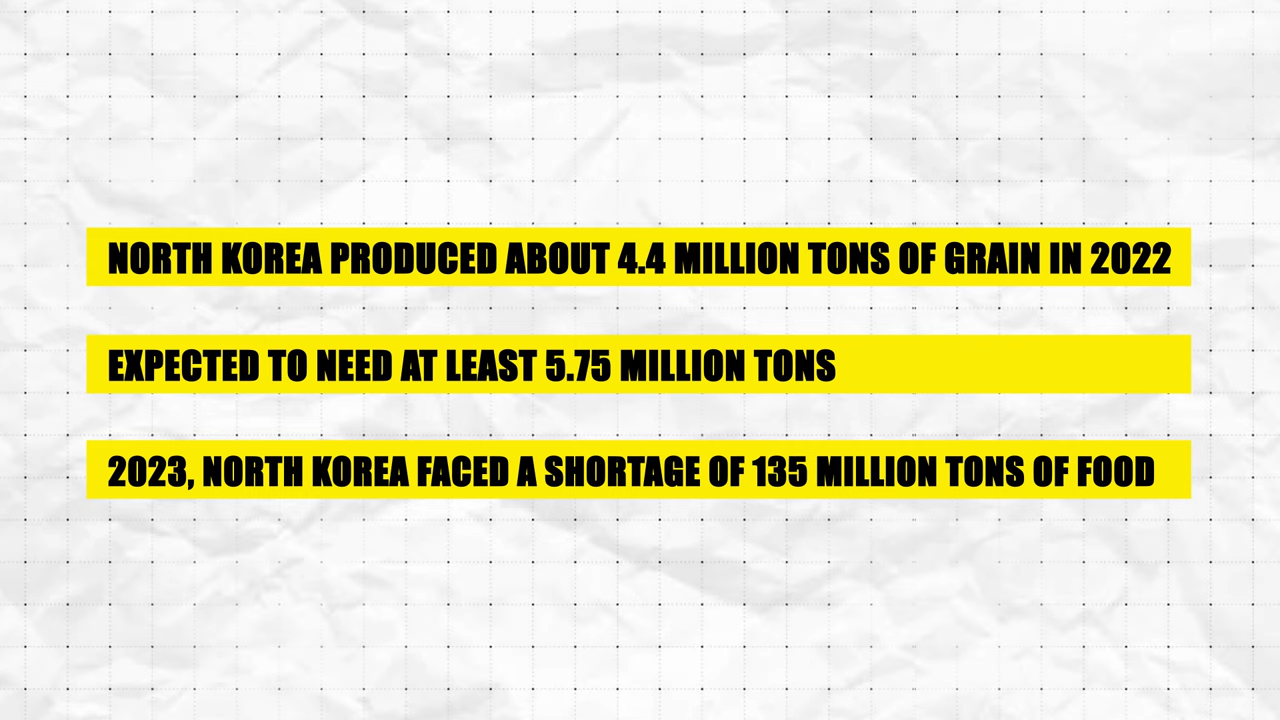 NORTH KOREA PRODUCED ABOUT 4.4 MILLION TONS OF GRAIN IN 2022
EXPECTED TO NEED AT LEAST 5.75 MILLION TONS
2023, NORTH KOREA FACED A SHORTAGE OF 135 MILLION TONS OF FOOD